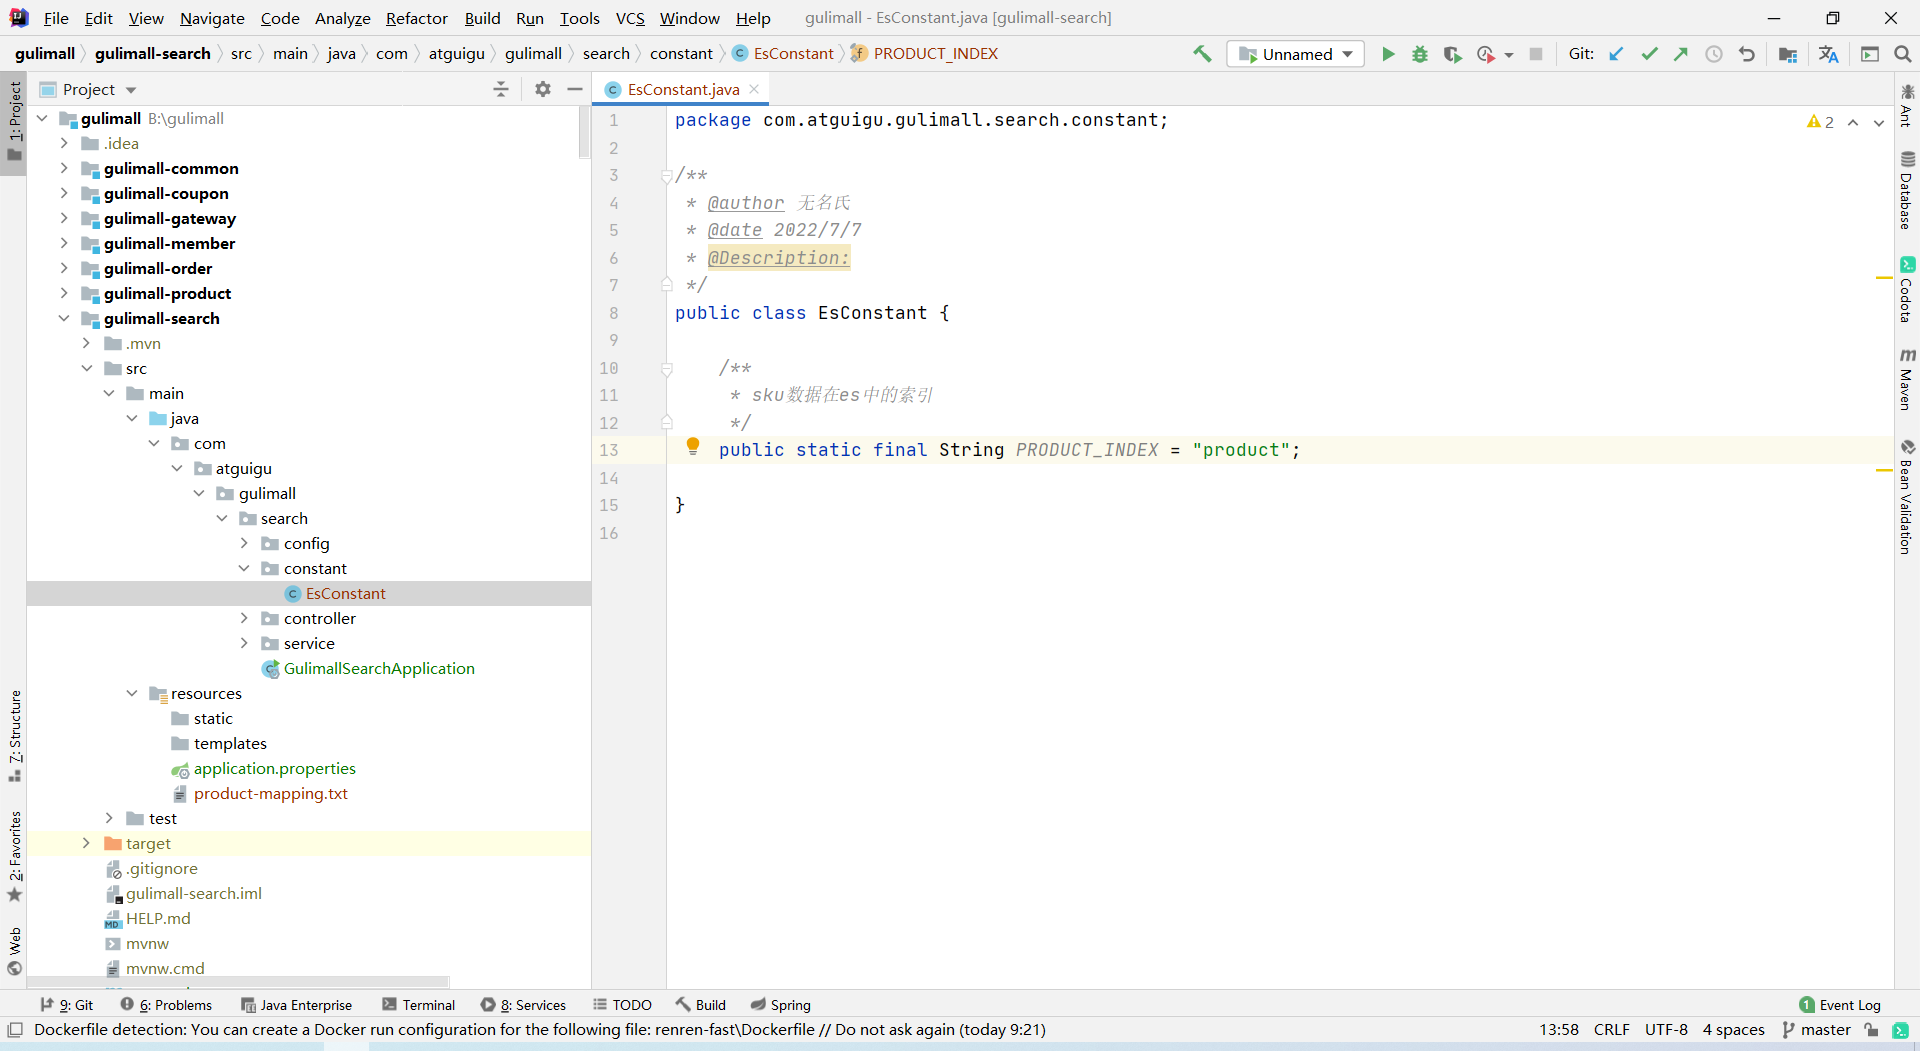 File Edit View Navigate Code Analyze Refactor Build Run Tools VCS Window Help gulimall - EsConstant.java [gulimall-search]
gulimall gulimall-search src main java com atguigu gulimall search constant EsConstant PRODUCT_INDEX Unnamed Git:
Project
EsConstant.java
1: Project
7: Structure
2: Favorites
Web
gulimall B:\gulimall
.idea
gulimall-common
gulimall-coupon
gulimall-gateway
gulimall-member
gulimall-order
gulimall-product
gulimall-search
.mvn
src
main
java
com
atguigu
gulimall
search
config
constant
EsConstant
controller
service
GulimallSearchApplication
resources
static
templates
application.properties
product-mapping.txt
test
target
.gitignore
gulimall-search.iml
HELP.md
mvnw
mvnw.cmd
1 package com.atguigu.gulimall.search.constant;
2
3 /**
4 * @author 无名氏
5 * @date 2022/7/7
6 * @Description:
7 */
8 public class EsConstant {
9
10 /**
11 * sku数据在es中的索引
12 */
13 public static final String PRODUCT_INDEX = "product";
14
15 }
16
2
Ant
Database
Codota
Maven
Bean Validation
9: Git 6: Problems Java Enterprise Terminal 8: Services TODO Build Spring 1 Event Log
Dockerfile detection: You can create a Docker run configuration for the following file: renren-fast\Dockerfile // Do not ask again (today 9:21) 13:58 CRLF UTF-8 4 spaces master